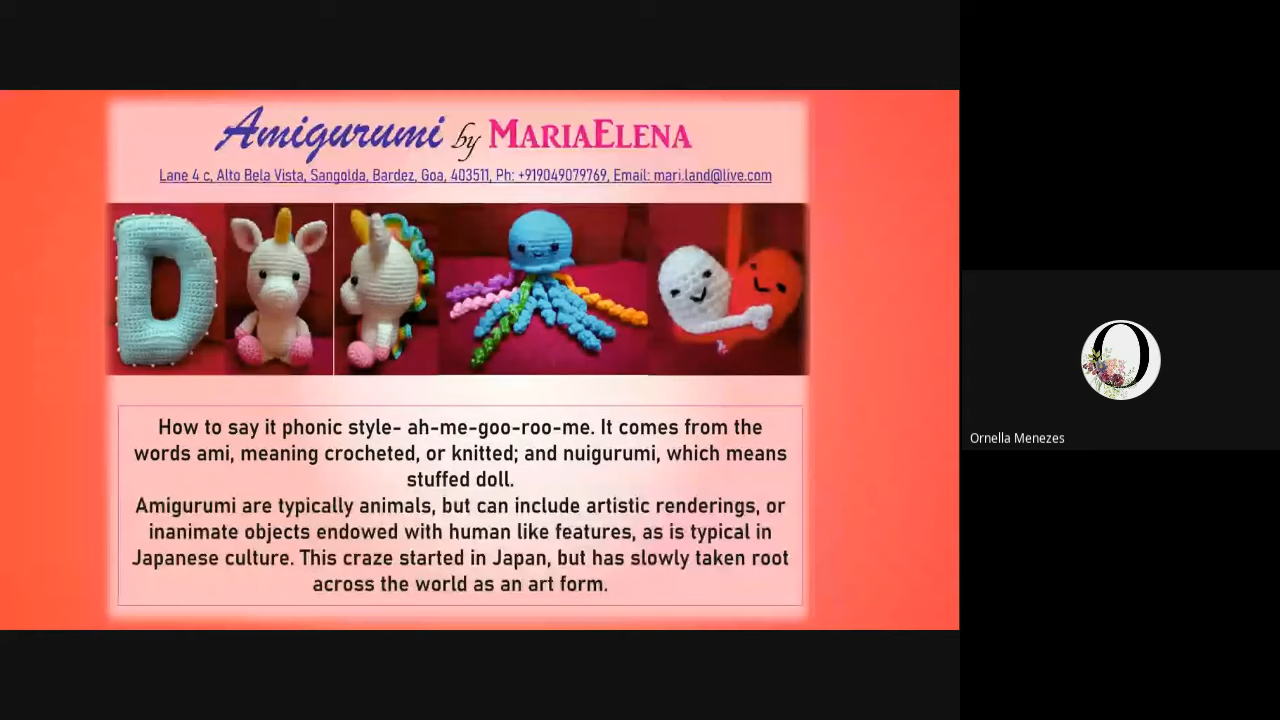 Amigurumi by MARIAELENA
Lane 4 c, Alto Bela Vista, Sangolda, Bardez, Goa, 403511, Ph: +919049079769, Email: mari.land@live.com
D
How to say it phonic style- ah-me-goo-roo-me. It comes from the
words ami, meaning crocheted, or knitted; and nuigurumi, which means
stuffed doll.
Amigurumi are typically animals, but can include artistic renderings, or
inanimate objects endowed with human like features, as is typical in
Japanese culture. This craze started in Japan, but has slowly taken root
across the world as an art form.
O
Ornella Menezes